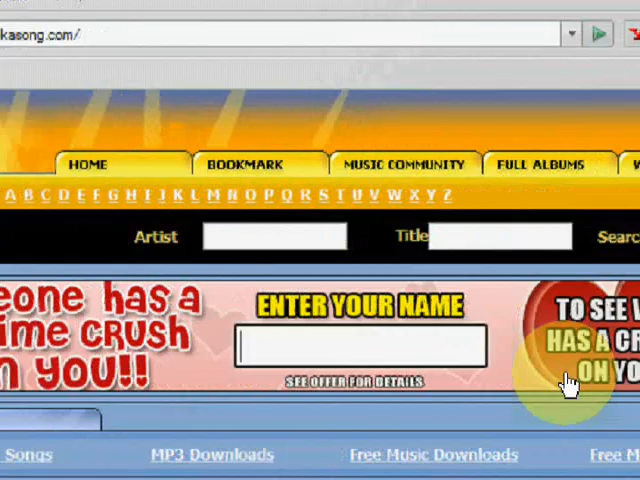 kasong.com/
HOME BOOKMARK MUSIC COMMUNITY FULL ALBUMS
A B C D E F G H I J K L M N O P Q R S T U V W X Y Z
Artist Title Searc
eone has a
ime crush
n you!!
ENTER YOUR NAME
SEE OFFER FOR DETAILS
TO SEE W
HAS A CR
ON YO
Songs MP3 Downloads Free Music Downloads Free M